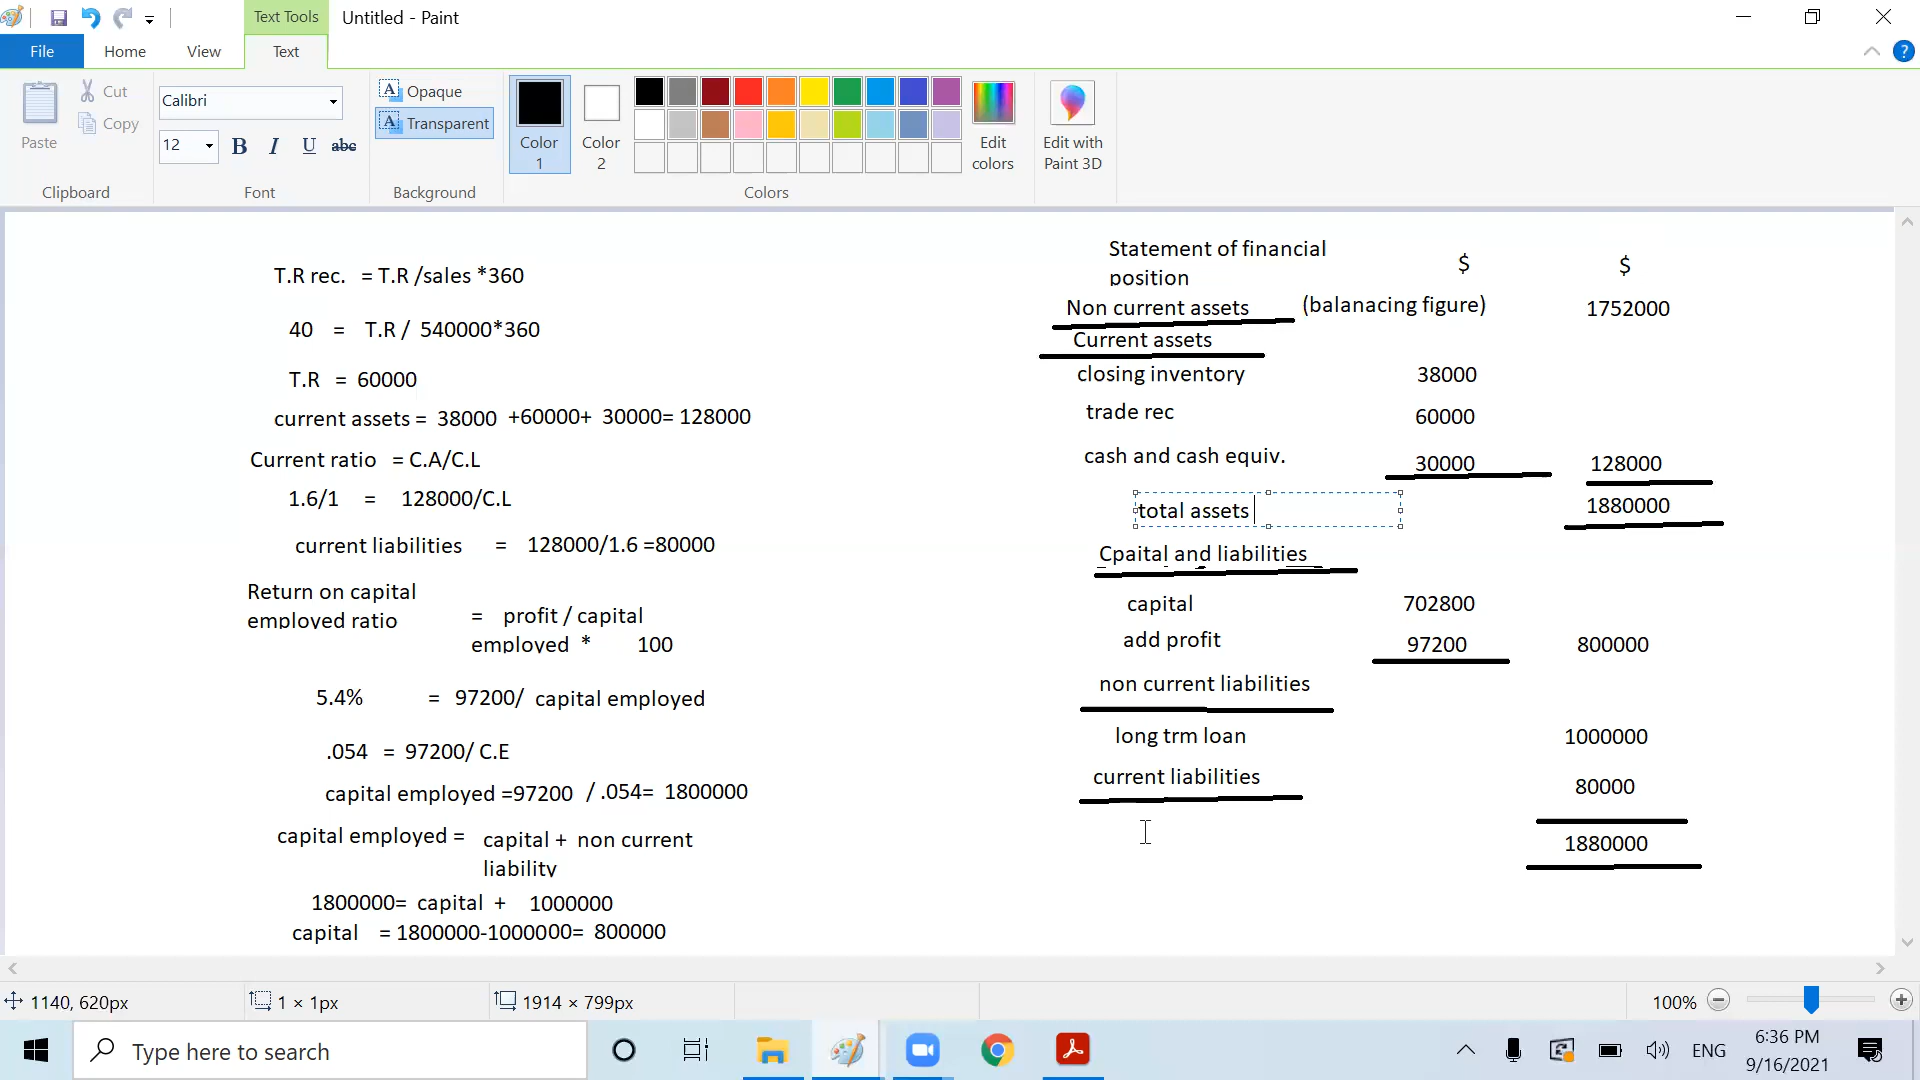 Text Tools
Untitled - Paint
File
Home
View
Text
Paste
Cut
Copy
Clipboard
Calibri
12
B I U abc
Font
Opaque
Transparent
Background
Color 1
Color 2
Colors
Edit colors
Edit with Paint 3D
T.R rec. = T.R /sales *360
40 = T.R / 540000*360
T.R = 60000
current assets = 38000 +60000+ 30000= 128000
Current ratio = C.A/C.L
1.6/1 = 128000/C.L
current liabilities = 128000/1.6 =80000
Return on capital
employed ratio
= profit / capital
employed * 100
5.4% = 97200/ capital employed
.054 = 97200/ C.E
capital employed =97200 / .054= 1800000
capital employed = capital + non current
liability
1800000= capital + 1000000
capital = 1800000-1000000= 800000
Statement of financial
position
$ $
Non current assets (balanacing figure) 1752000
Current assets
closing inventory 38000
trade rec 60000
cash and cash equiv. 30000 128000
total assets 1880000
Cpaital and liabilities
capital 702800
add profit 97200 800000
non current liabilities
long trm loan 1000000
current liabilities 80000
1880000
1140, 620px
1 × 1px
1914 × 799px
100%
Type here to search
ENG
6:36 PM
9/16/2021